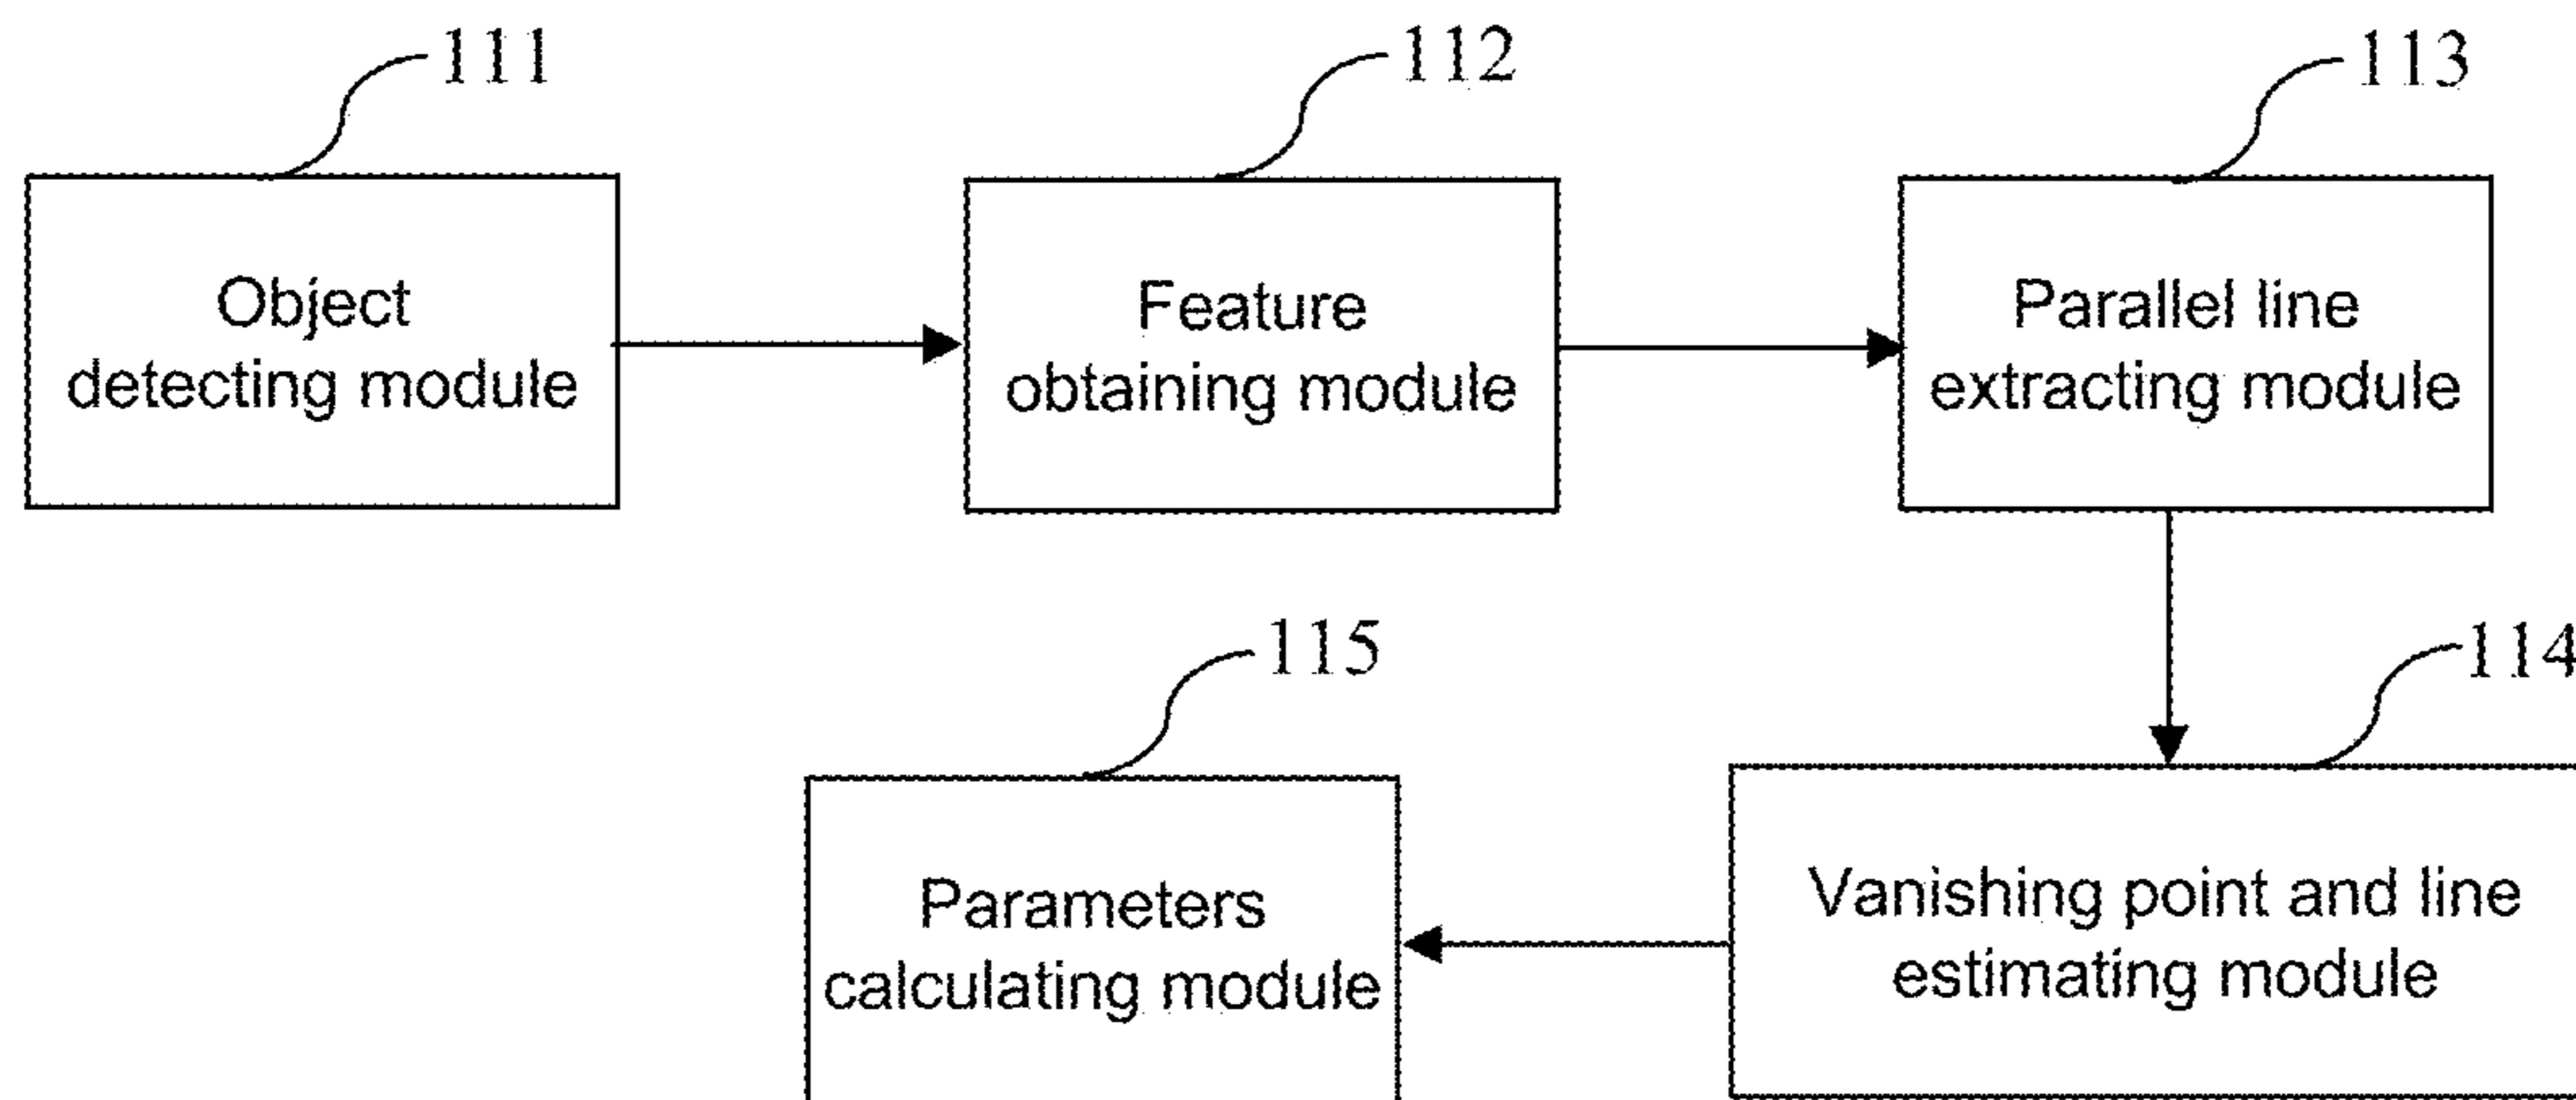 111
112
113
Object
detecting module
Feature
obtaining module
Parallel line
extracting module
115
114
Parameters
calculating module
Vanishing point and line
estimating module